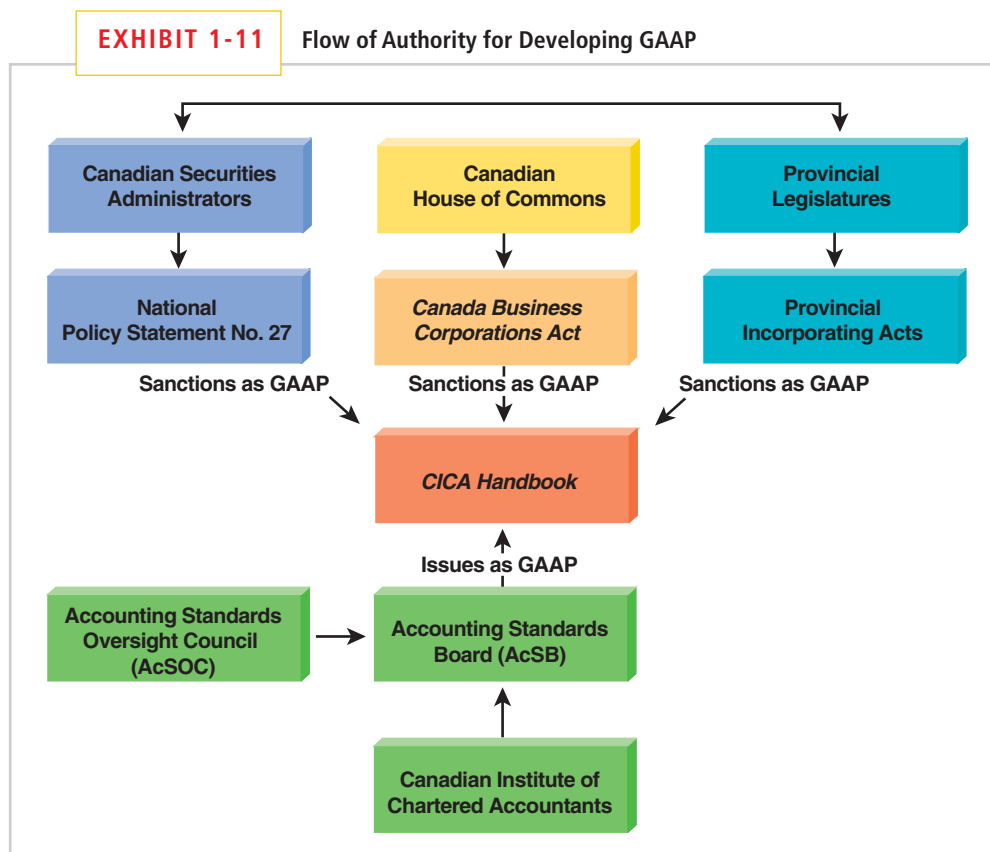 EXHIBIT 1-11
Flow of Authority for Developing GAAP
Canadian Securities
Administrators
Canadian
House of Commons
Provincial
Legislatures
National
Policy Statement No. 27
Canada Business
Corporations Act
Provincial
Incorporating Acts
Sanctions as GAAP
Sanctions as GAAP
Sanctions as GAAP
CICA Handbook
Issues as GAAP
Accounting Standards
Oversight Council
(AcSOC)
Accounting Standards
Board (AcSB)
Canadian Institute of
Chartered Accountants